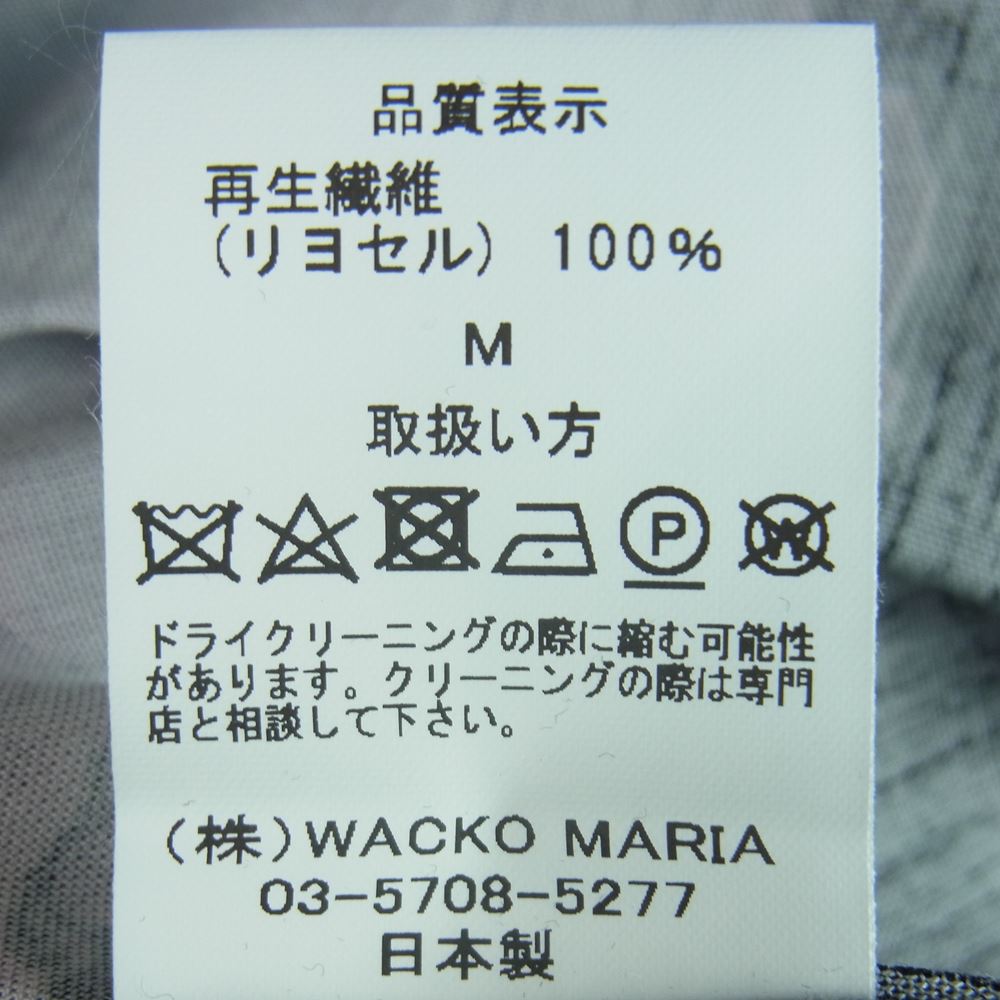 品質表示
再生繊維
(リヨセル) 100%
M
取扱い方
P
W
ドライクリーニングの際に縮む可能性
があります。クリーニングの際は専門
店と相談して下さい。
(株)WACKO MARIA
03-5708-5277
日本製